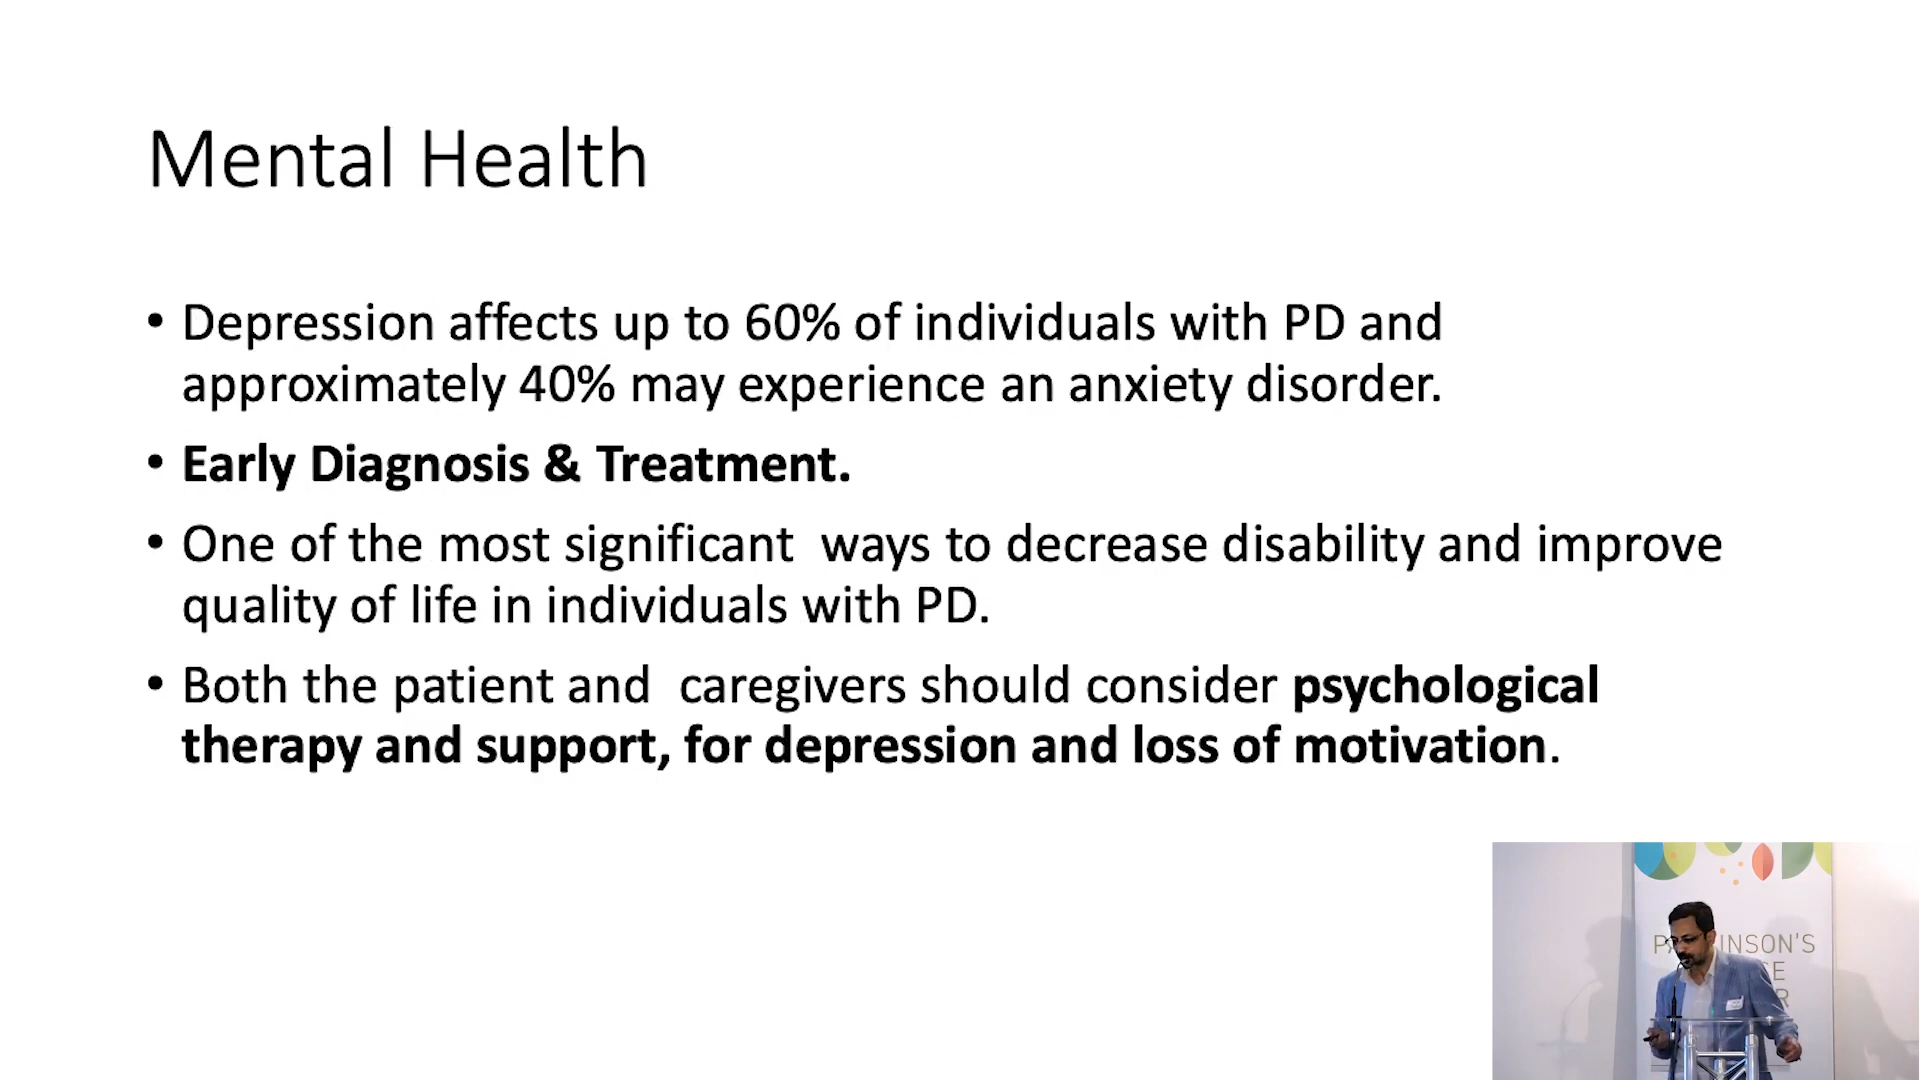 Mental Health
• Depression affects up to 60% of individuals with PD and
approximately 40% may experience an anxiety disorder.
• Early Diagnosis & Treatment.
• One of the most significant  ways to decrease disability and improve
quality of life in individuals with PD.
• Both the patient and  caregivers should consider psychological
therapy and support, for depression and loss of motivation.